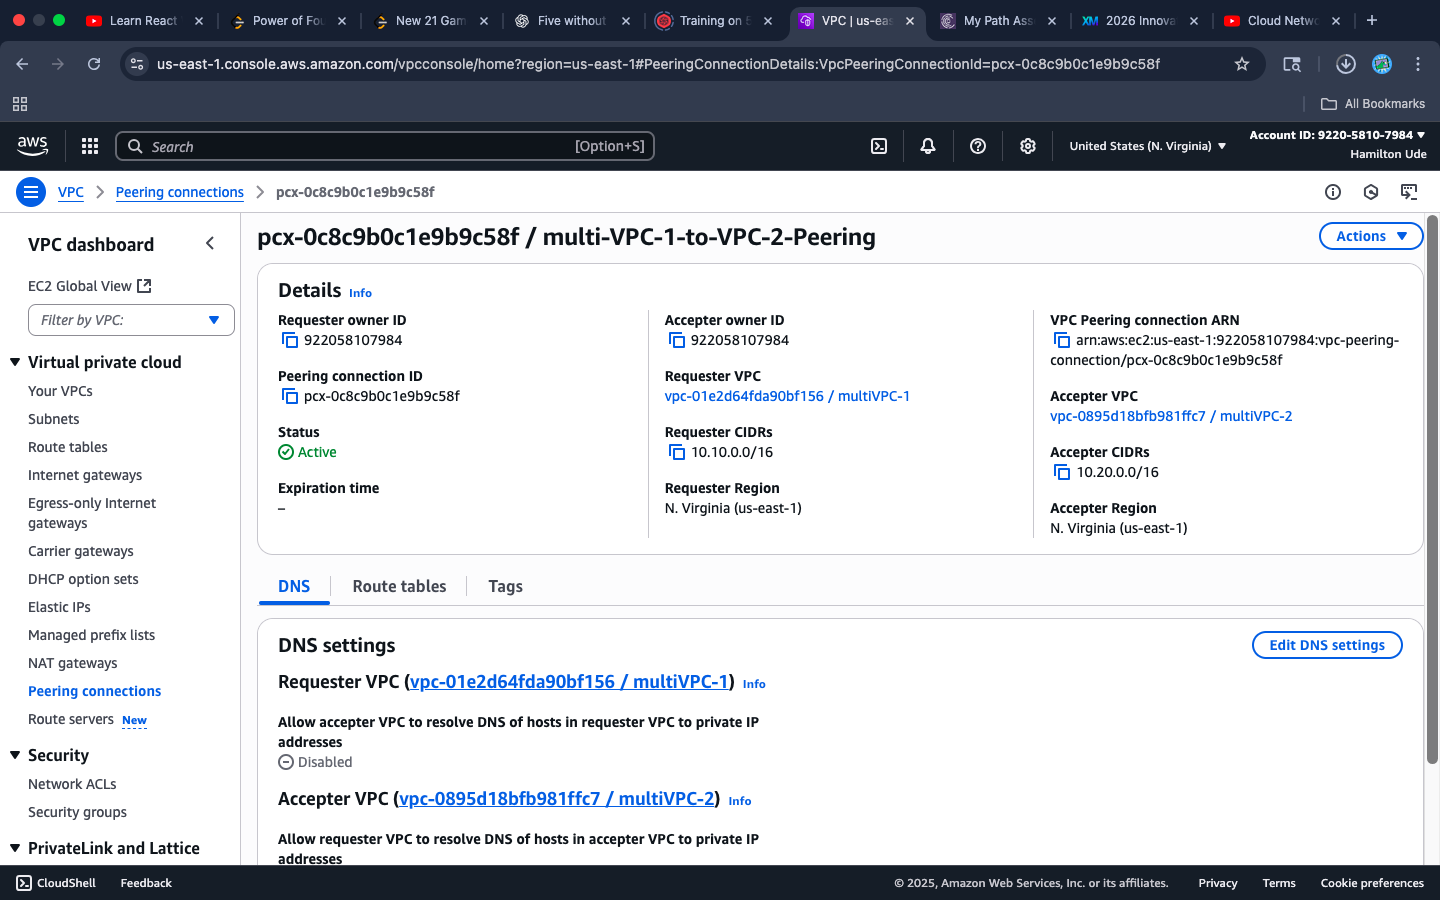 Learn React
Power of Fou
New 21 Gam
Five without
Training on 5
VPC | us-eas
My Path Ass
XM 2026 Innova
Cloud Netwo
us-east-1.console.aws.amazon.com/vpcconsole/home?region=us-east-1#PeeringConnectionDetails:VpcPeeringConnectionId=pcx-0c8c9b0c1e9b9c58f
All Bookmarks
aws
Search
[Option+S]
United States (N. Virginia)
Account ID: 9220-5810-7984
Hamilton Ude
VPC
Peering connections
pcx-0c8c9b0c1e9b9c58f
VPC dashboard
EC2 Global View
Filter by VPC:
Virtual private cloud
Your VPCs
Subnets
Route tables
Internet gateways
Egress-only Internet
gateways
Carrier gateways
DHCP option sets
Elastic IPs
Managed prefix lists
NAT gateways
Peering connections
Route servers New
Security
Network ACLs
Security groups
PrivateLink and Lattice
pcx-0c8c9b0c1e9b9c58f / multi-VPC-1-to-VPC-2-Peering
Actions
Details Info
Requester owner ID
922058107984
Peering connection ID
pcx-0c8c9b0c1e9b9c58f
Status
Active
Expiration time
–
Accepter owner ID
922058107984
Requester VPC
vpc-01e2d64fda90bf156 / multiVPC-1
Requester CIDRs
10.10.0.0/16
Requester Region
N. Virginia (us-east-1)
VPC Peering connection ARN
arn:aws:ec2:us-east-1:922058107984:vpc-peering-
connection/pcx-0c8c9b0c1e9b9c58f
Accepter VPC
vpc-0895d18bfb981ffc7 / multiVPC-2
Accepter CIDRs
10.20.0.0/16
Accepter Region
N. Virginia (us-east-1)
DNS
Route tables
Tags
DNS settings
Edit DNS settings
Requester VPC (vpc-01e2d64fda90bf156 / multiVPC-1) Info
Allow accepter VPC to resolve DNS of hosts in requester VPC to private IP
addresses
Disabled
Accepter VPC (vpc-0895d18bfb981ffc7 / multiVPC-2) Info
Allow requester VPC to resolve DNS of hosts in accepter VPC to private IP
addresses
CloudShell
Feedback
© 2025, Amazon Web Services, Inc. or its affiliates.
Privacy
Terms
Cookie preferences